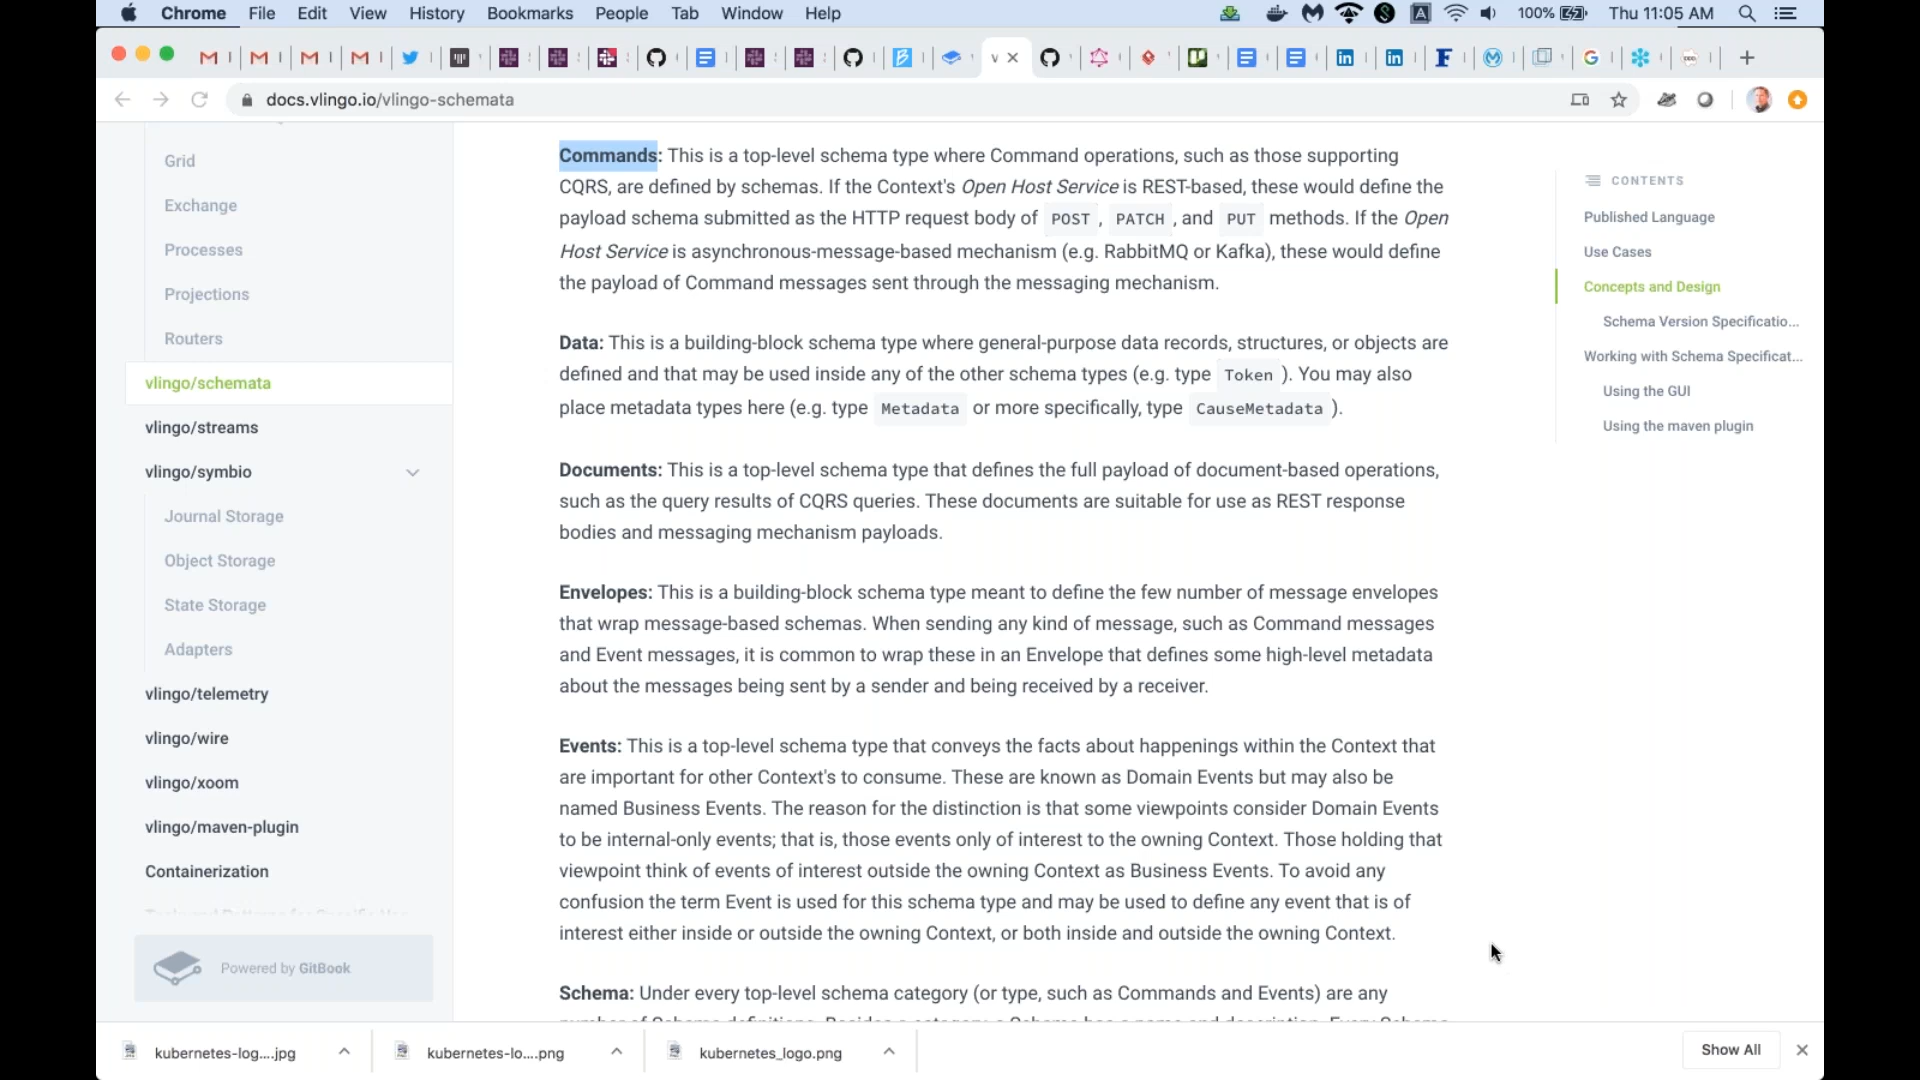 Chrome File Edit View History Bookmarks People Tab Window Help 100% Thu 11:05 AM
docs.vlingo.io/vlingo-schemata
Grid
Exchange
Processes
Projections
Routers
vlingo/schemata
vlingo/streams
vlingo/symbio
Journal Storage
Object Storage
State Storage
Adapters
vlingo/telemetry
vlingo/wire
vlingo/xoom
vlingo/maven-plugin
Containerization
Powered by GitBook
Commands: This is a top-level schema type where Command operations, such as those supporting
CQRS, are defined by schemas. If the Context's Open Host Service is REST-based, these would define the
payload schema submitted as the HTTP request body of POST , PATCH , and PUT methods. If the Open
Host Service is asynchronous-message-based mechanism (e.g. RabbitMQ or Kafka), these would define
the payload of Command messages sent through the messaging mechanism.
Data: This is a building-block schema type where general-purpose data records, structures, or objects are
defined and that may be used inside any of the other schema types (e.g. type Token ). You may also
place metadata types here (e.g. type Metadata or more specifically, type CauseMetadata ).
Documents: This is a top-level schema type that defines the full payload of document-based operations,
such as the query results of CQRS queries. These documents are suitable for use as REST response
bodies and messaging mechanism payloads.
Envelopes: This is a building-block schema type meant to define the few number of message envelopes
that wrap message-based schemas. When sending any kind of message, such as Command messages
and Event messages, it is common to wrap these in an Envelope that defines some high-level metadata
about the messages being sent by a sender and being received by a receiver.
Events: This is a top-level schema type that conveys the facts about happenings within the Context that
are important for other Context's to consume. These are known as Domain Events but may also be
named Business Events. The reason for the distinction is that some viewpoints consider Domain Events
to be internal-only events; that is, those events only of interest to the owning Context. Those holding that
viewpoint think of events of interest outside the owning Context as Business Events. To avoid any
confusion the term Event is used for this schema type and may be used to define any event that is of
interest either inside or outside the owning Context, or both inside and outside the owning Context.
Schema: Under every top-level schema category (or type, such as Commands and Events) are any
CONTENTS
Published Language
Use Cases
Concepts and Design
Schema Version Specificatio...
Working with Schema Specificat...
Using the GUI
Using the maven plugin
kubernetes-log....jpg
kubernetes-lo....png
kubernetes_logo.png
Show All